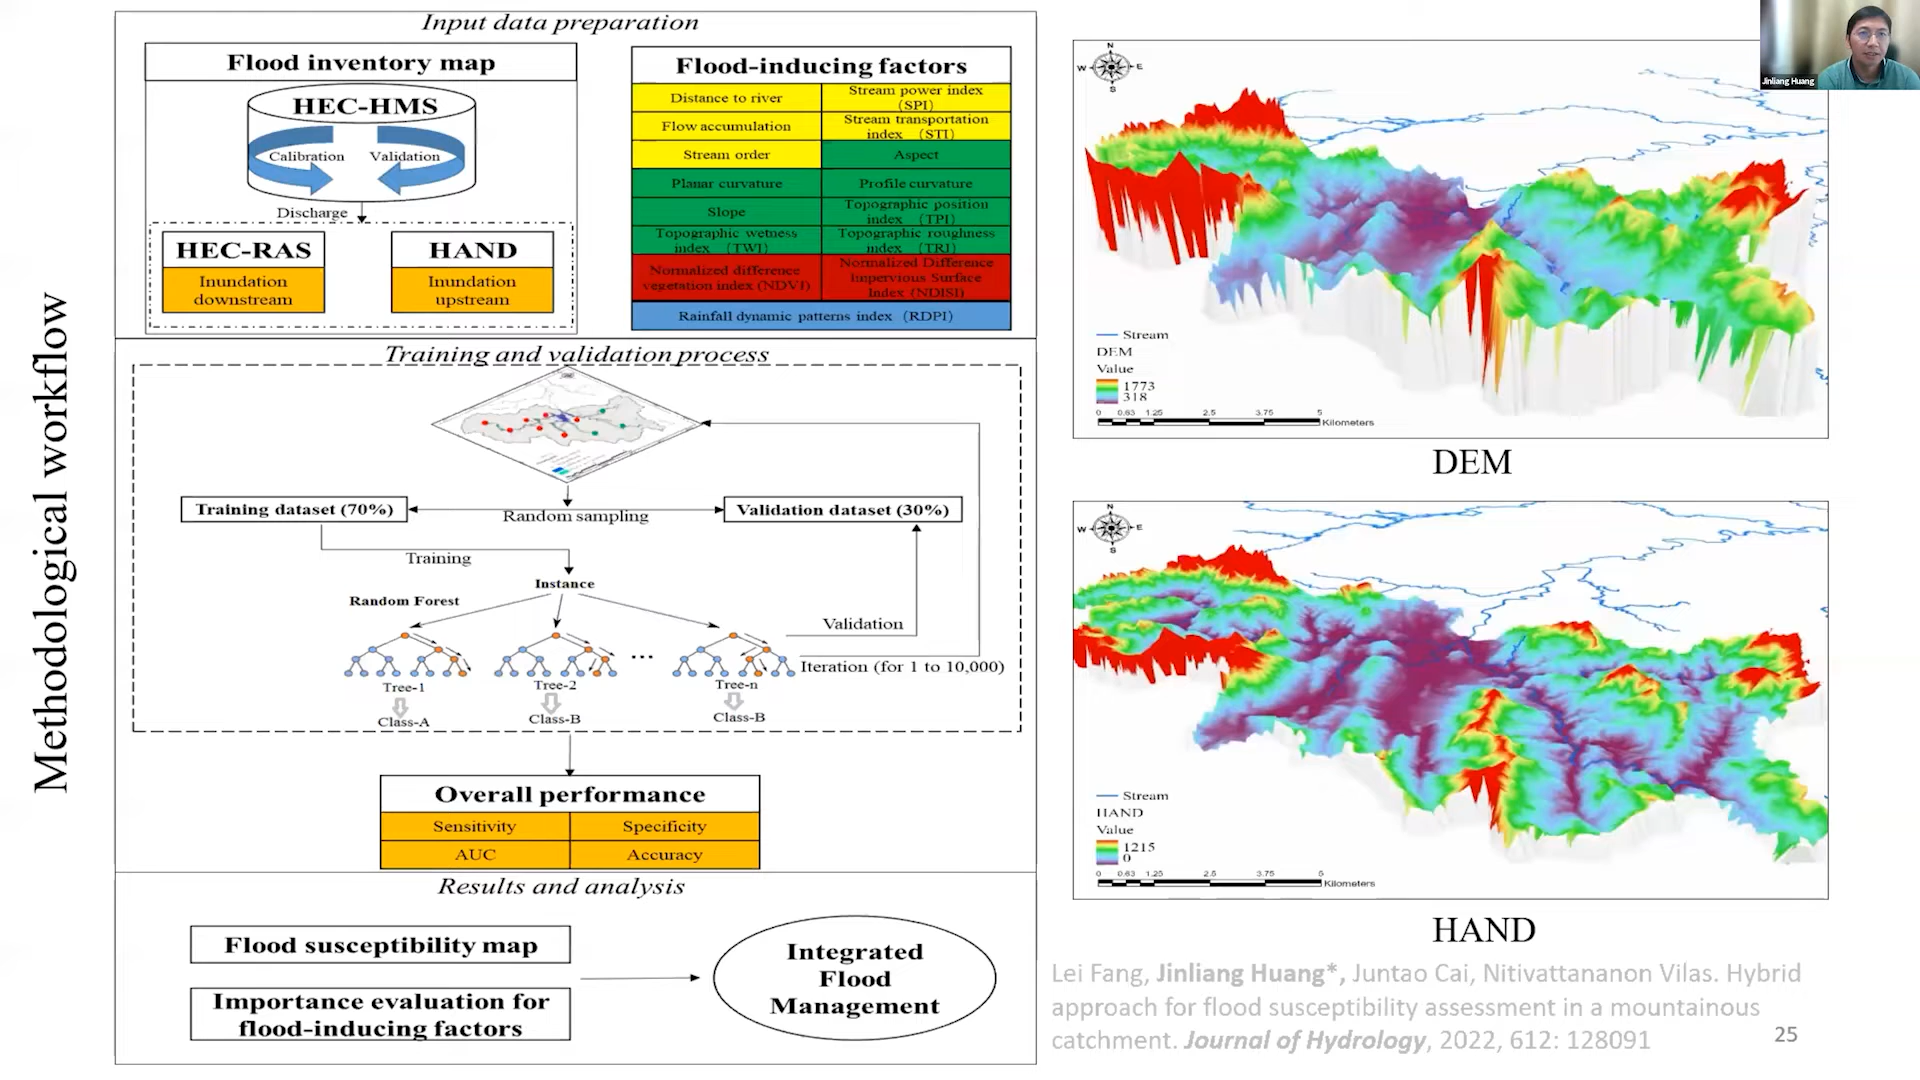 Methodological workflow
Input data preparation
Flood inventory map
HEC-HMS
Calibration
Validation
Discharge
HEC-RAS
Inundation
downstream
HAND
Inundation
upstream
Flood-inducing factors
Distance to river
Stream power index
(SPI)
Flow accumulation
Stream transportation
index （STI）
Stream order
Aspect
Planar curvature
Profile curvature
Slope
Topographic position
index （TPI）
Topographic wetness
index （TWI）
Topographic roughness
index （TRI）
Normalized difference
vegetation index (NDVI)
Normalized Difference
Impervious Surface
Index (NDISI)
Rainfall dynamic patterns index （RDPI）
Training and validation process
Training dataset (70%)
Random sampling
Validation dataset (30%)
Training
Instance
Random Forest
Validation
...
Iteration (for 1 to 10,000)
Tree-1
Tree-2
Tree-n
Class-A
Class-B
Class-B
Overall performance
Sensitivity
Specificity
AUC
Accuracy
Results and analysis
Flood susceptibility map
Importance evaluation for
flood-inducing factors
Integrated
Flood
Management
N
W E
S
Stream
DEM
Value
1773
318
0 0.63 1.25 2.5 3.75 5
Kilometers
DEM
N
W E
S
Stream
HAND
Value
1215
0
0 0.63 1.25 2.5 3.75 5
Kilometers
HAND
Lei Fang, Jinliang Huang*, Juntao Cai, Nitivattananon Vilas. Hybrid
approach for flood susceptibility assessment in a mountainous
catchment. Journal of Hydrology, 2022, 612: 128091
25
Jinliang Huang